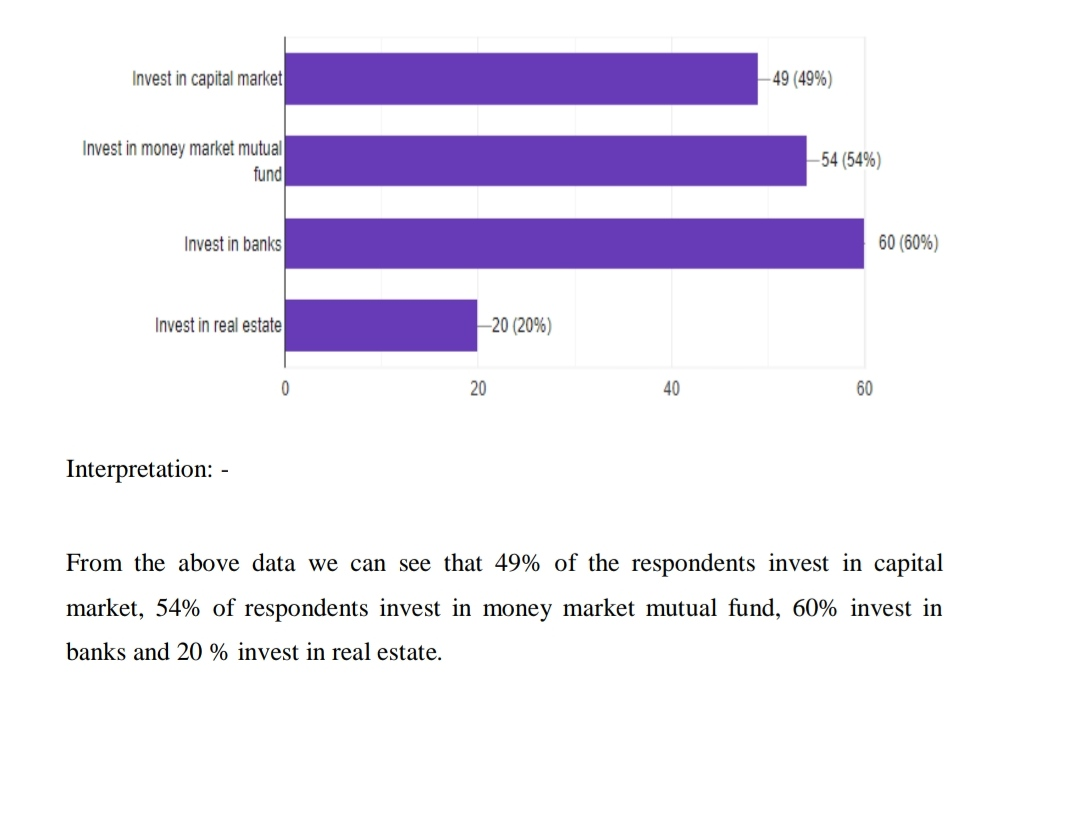 Invest in capital market
49 (49%)
Invest in money market mutual
fund
54 (54%)
Invest in banks
60 (60%)
Invest in real estate
20 (20%)
0 20 40 60
Interpretation: -
From the above data we can see that 49% of the respondents invest in capital
market, 54% of respondents invest in money market mutual fund, 60% invest in
banks and 20 % invest in real estate.